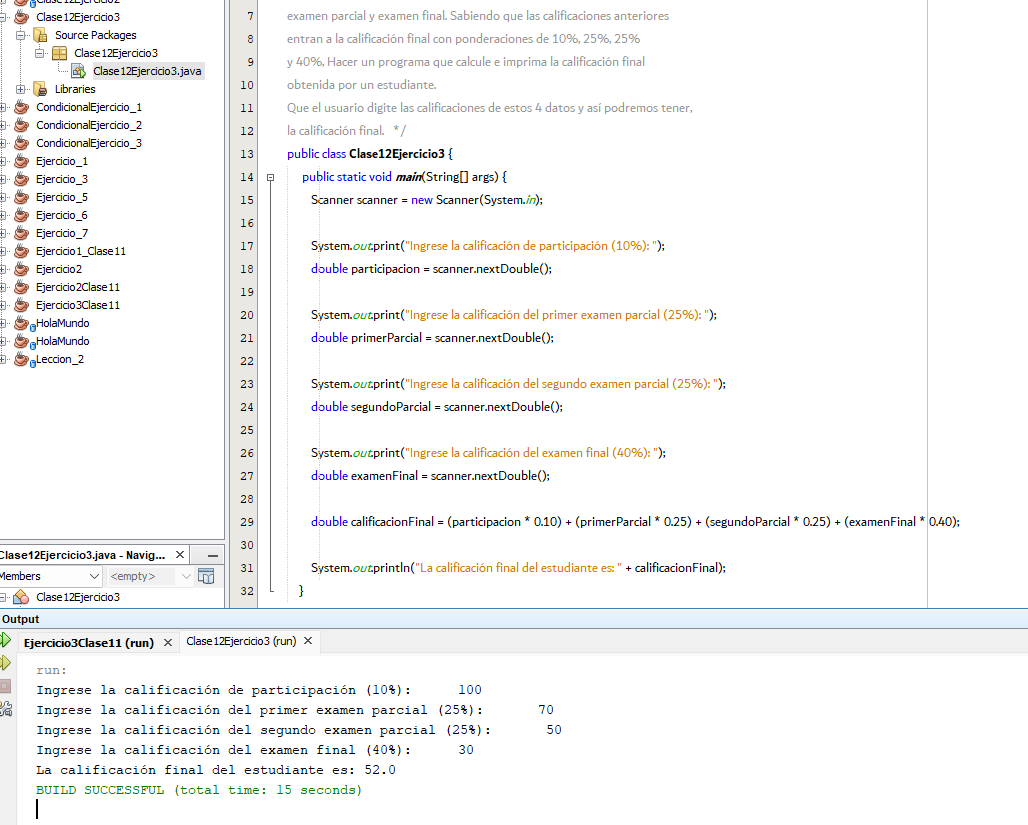 Clase12Ejercicio3
Source Packages
Clase12Ejercicio3
Clase12Ejercicio3.java
Libraries
CondicionalEjercicio_1
CondicionalEjercicio_2
CondicionalEjercicio_3
Ejercicio_1
Ejercicio_3
Ejercicio_5
Ejercicio_6
Ejercicio_7
Ejercicio1_Clase11
Ejercicio2
Ejercicio2Clase11
Ejercicio3Clase11
HolaMundo
HolaMundo
Leccion_2
Clase12Ejercicio3.java - Navig... ×
Members <empty>
Clase12Ejercicio3
7 examen parcial y examen final. Sabiendo que las calificaciones anteriores
8 entran a la calificación final con ponderaciones de 10%, 25%, 25%
9 y 40%, Hacer un programa que calcule e imprima la calificación final
10 obtenida por un estudiante.
11 Que el usuario digite las calificaciones de estos 4 datos y así podremos tener,
12 la calificación final. */
13 public class Clase12Ejercicio3 {
14 public static void main(String[] args) {
15 Scanner scanner = new Scanner(System.in);
16
17 System.out.print("Ingrese la calificación de participación (10%): ");
18 double participacion = scanner.nextDouble();
19
20 System.out.print("Ingrese la calificación del primer examen parcial (25%): ");
21 double primerParcial = scanner.nextDouble();
22
23 System.out.print("Ingrese la calificación del segundo examen parcial (25%): ");
24 double segundoParcial = scanner.nextDouble();
25
26 System.out.print("Ingrese la calificación del examen final (40%): ");
27 double examenFinal = scanner.nextDouble();
28
29 double calificacionFinal = (participacion * 0.10) + (primerParcial * 0.25) + (segundoParcial * 0.25) + (examenFinal * 0.40);
30
31 System.out.println("La calificación final del estudiante es: " + calificacionFinal);
32 }
Output
Ejercicio3Clase11 (run) × Clase12Ejercicio3 (run) ×
run:
Ingrese la calificación de participación (10%): 100
Ingrese la calificación del primer examen parcial (25%): 70
Ingrese la calificación del segundo examen parcial (25%): 50
Ingrese la calificación del examen final (40%): 30
La calificación final del estudiante es: 52.0
BUILD SUCCESSFUL (total time: 15 seconds)